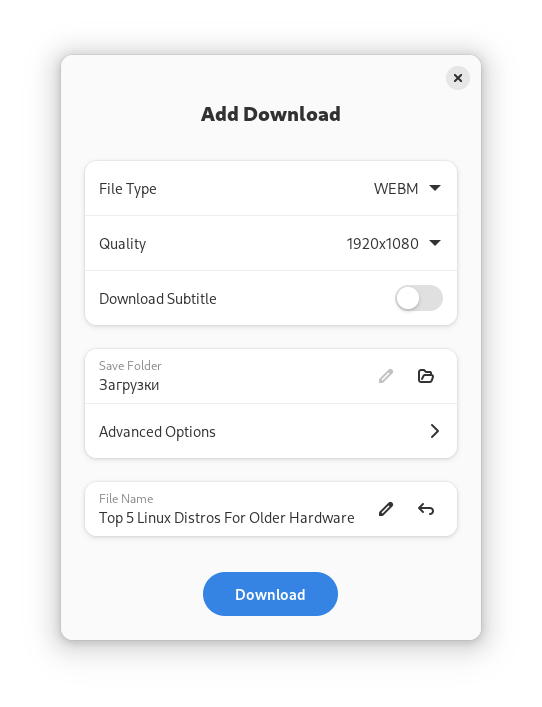 Add Download
File Type WEBM
Quality 1920x1080
Download Subtitle
Save Folder
Загрузки
Advanced Options
File Name
Top 5 Linux Distros For Older Hardware
Download